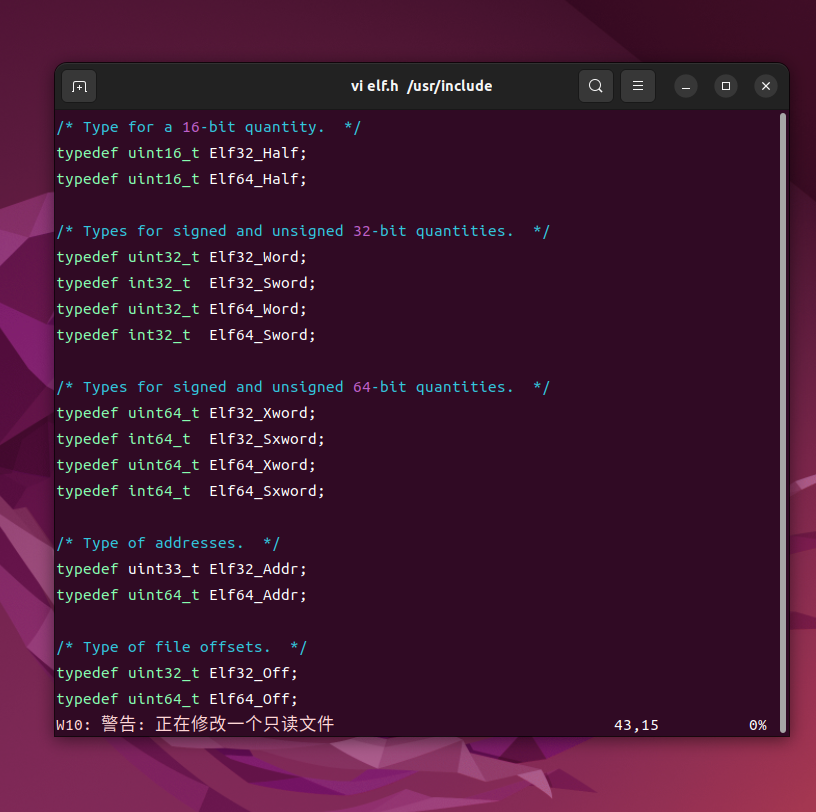 vi elf.h /usr/include
/* Type for a 16-bit quantity.  */
typedef uint16_t Elf32_Half;
typedef uint16_t Elf64_Half;
/* Types for signed and unsigned 32-bit quantities.  */
typedef uint32_t Elf32_Word;
typedef int32_t  Elf32_Sword;
typedef uint32_t Elf64_Word;
typedef int32_t  Elf64_Sword;
/* Types for signed and unsigned 64-bit quantities.  */
typedef uint64_t Elf32_Xword;
typedef int64_t  Elf32_Sxword;
typedef uint64_t Elf64_Xword;
typedef int64_t  Elf64_Sxword;
/* Type of addresses.  */
typedef uint33_t Elf32_Addr;
typedef uint64_t Elf64_Addr;
/* Type of file offsets.  */
typedef uint32_t Elf32_Off;
typedef uint64_t Elf64_Off;
W10: 警告: 正在修改一个只读文件 43,15 0%